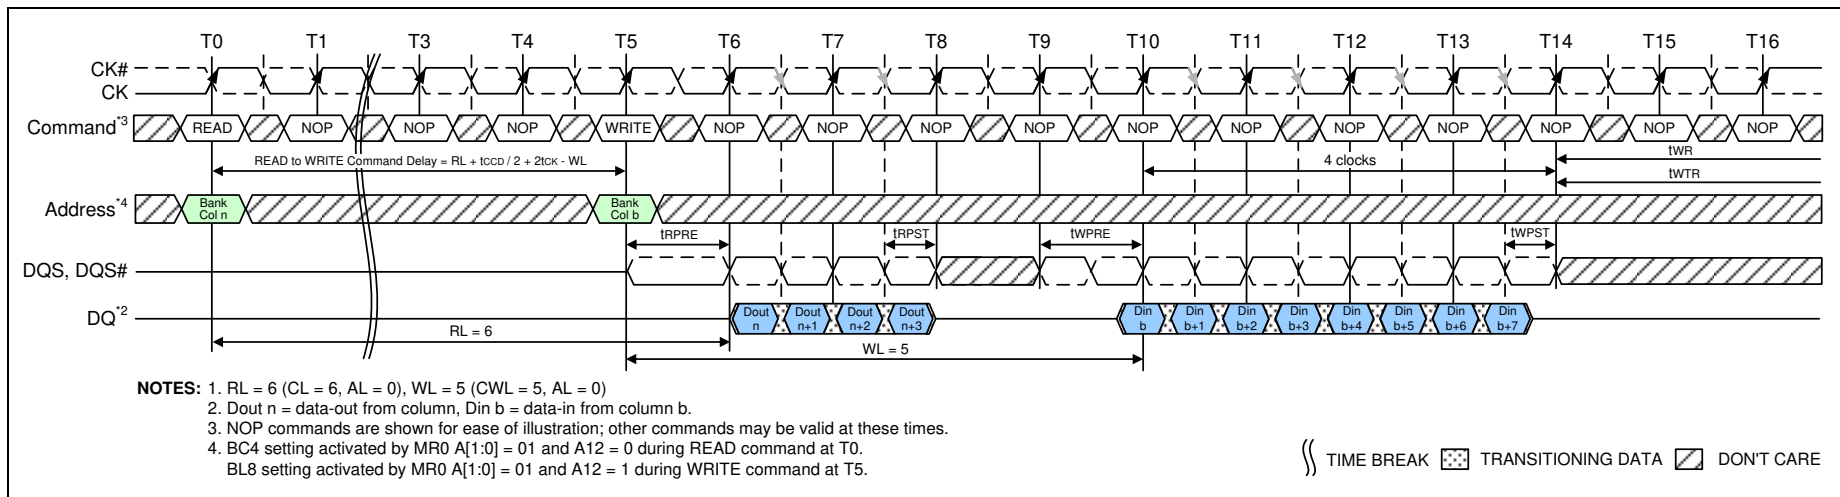 T0 T1 T3 T4 T5 T6 T7 T8 T9 T10 T11 T12 T13 T14 T15 T16
CK#
CK
Command*3 READ NOP NOP NOP WRITE NOP NOP NOP NOP NOP NOP NOP NOP NOP NOP NOP
READ to WRITE Command Delay = RL + tCCD / 2 + 2tCK - WL
4 clocks
tWR
tWTR
Address*4
Bank
Col n
Bank
Col b
tRPRE tRPST tWPRE tWPST
DQS, DQS#
DQ*2
Dout
n
Dout
n+1
Dout
n+2
Dout
n+3
Din
b
Din
b+1
Din
b+2
Din
b+3
Din
b+4
Din
b+5
Din
b+6
Din
b+7
RL = 6
WL = 5
NOTES: 1. RL = 6 (CL = 6, AL = 0), WL = 5 (CWL = 5, AL = 0)
2. Dout n = data-out from column, Din b = data-in from column b.
3. NOP commands are shown for ease of illustration; other commands may be valid at these times.
4. BC4 setting activated by MR0 A[1:0] = 01 and A12 = 0 during READ command at T0.
BL8 setting activated by MR0 A[1:0] = 01 and A12 = 1 during WRITE command at T5.
TIME BREAK TRANSITIONING DATA DON'T CARE